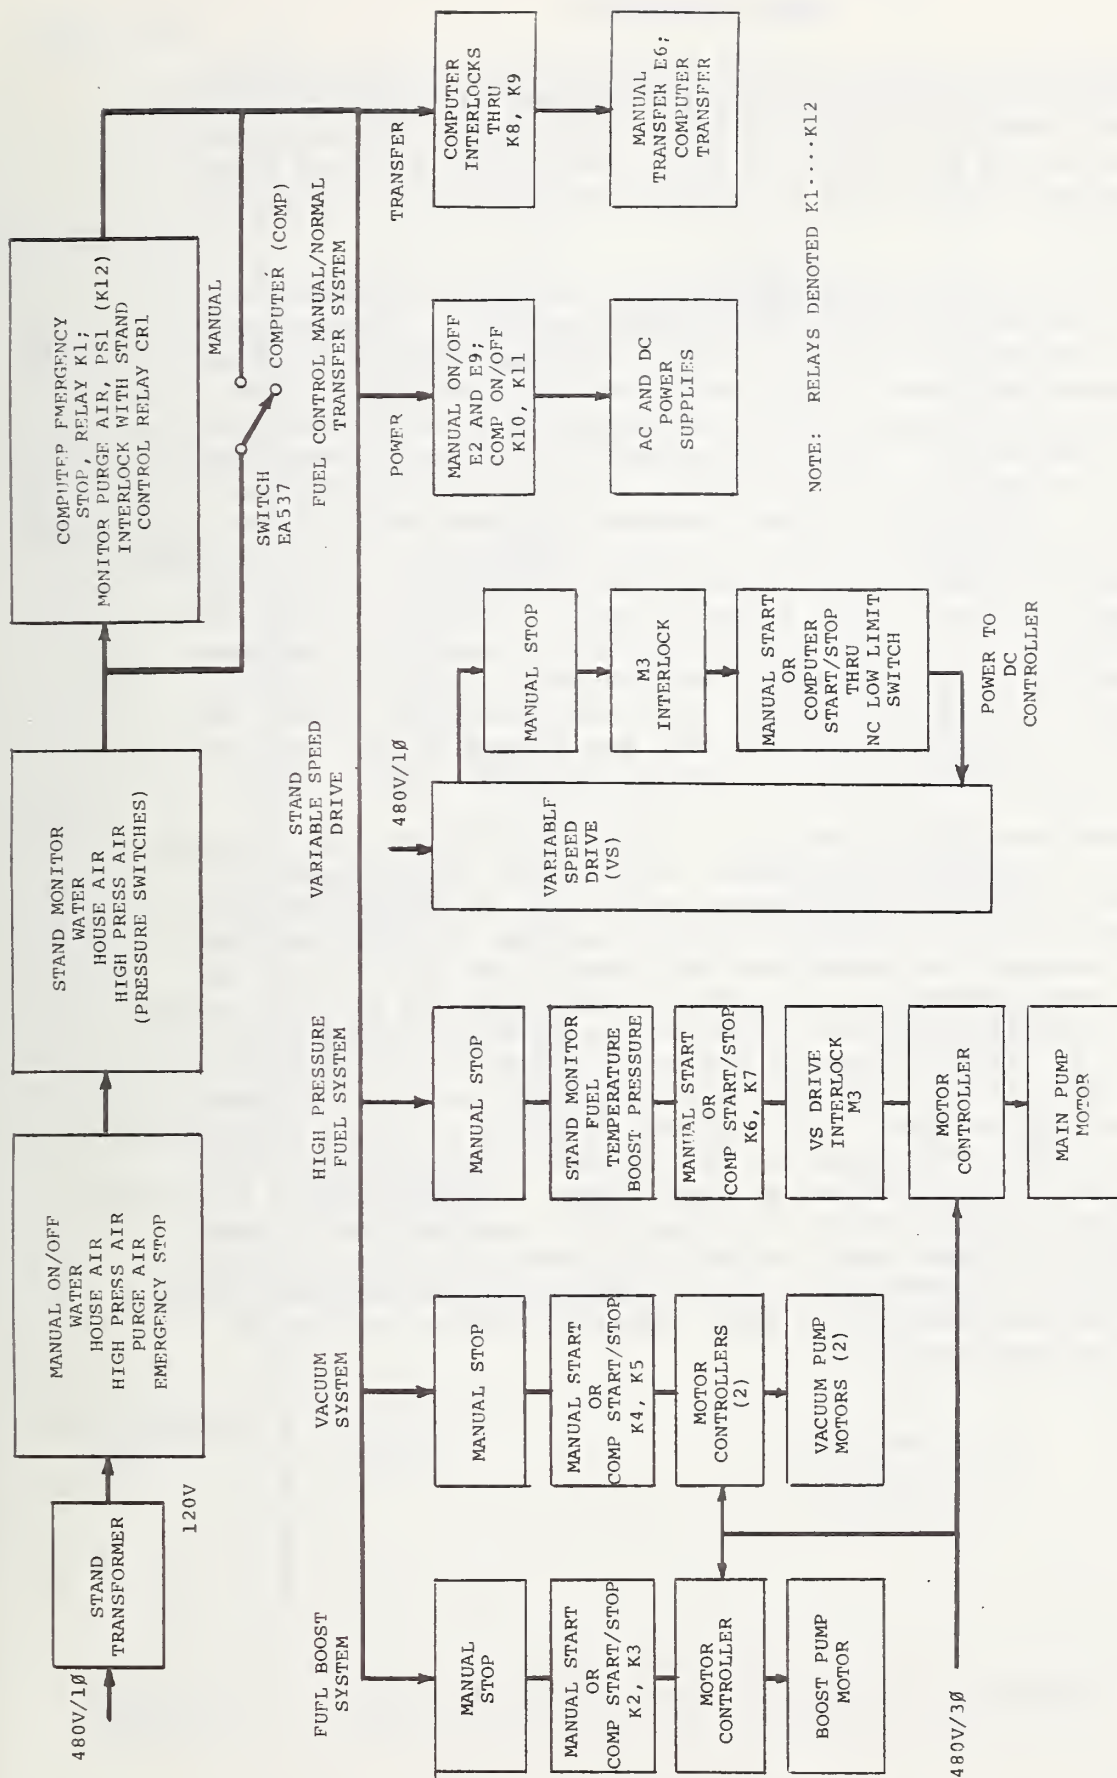 480V/1Ø
STAND
TRANSFORMER
120V
MANUAL ON/OFF
WATER
HOUSE AIR
HIGH PRESS AIR
PURGE AIR
EMERGENCY STOP
STAND MONITOR
WATER
HOUSE AIR
HIGH PRESS AIR
(PRESSURE SWITCHES)
COMPUTER EMERGENCY
STOP, RELAY K1;
MONITOR PURGE AIR, PS1 (K12)
INTERLOCK WITH STAND
CONTROL RELAY CR1
MANUAL
COMPUTER (COMP)
SWITCH
EA537
FUEL BOOST
SYSTEM
VACUUM
SYSTEM
HIGH PRESSURE
FUEL SYSTEM
STAND
VARIABLE SPEED
DRIVE
FUEL CONTROL MANUAL/NORMAL
TRANSFER SYSTEM
POWER
TRANSFER
MANUAL
STOP
MANUAL START
OR
COMP START/STOP
K2, K3
MOTOR
CONTROLLER
BOOST PUMP
MOTOR
MANUAL STOP
MANUAL START
OR
COMP START/STOP
K4, K5
MOTOR
CONTROLLERS
(2)
VACUUM PUMP
MOTORS (2)
MANUAL STOP
STAND MONITOR
FUEL
TEMPERATURE
BOOST PRESSURE
MANUAL START
OR
COMP START/STOP
K6, K7
VS DRIVE
INTERLOCK
M3
MOTOR
CONTROLLER
MAIN PUMP
MOTOR
480V/3Ø
480V/1Ø
VARIABLE
SPEED
DRIVE
(VS)
MANUAL STOP
M3
INTERLOCK
MANUAL START
OR
COMPUTER
START/STOP
THRU
NC LOW LIMIT
SWITCH
POWER TO
DC
CONTROLLER
MANUAL ON/OFF
E2 AND E9;
COMP ON/OFF
K10, K11
AC AND DC
POWER
SUPPLIES
COMPUTER
INTERLOCKS
THRU
K8, K9
MANUAL
TRANSFER E6;
COMPUTER
TRANSFER
NOTE: RELAYS DENOTED K1····K12